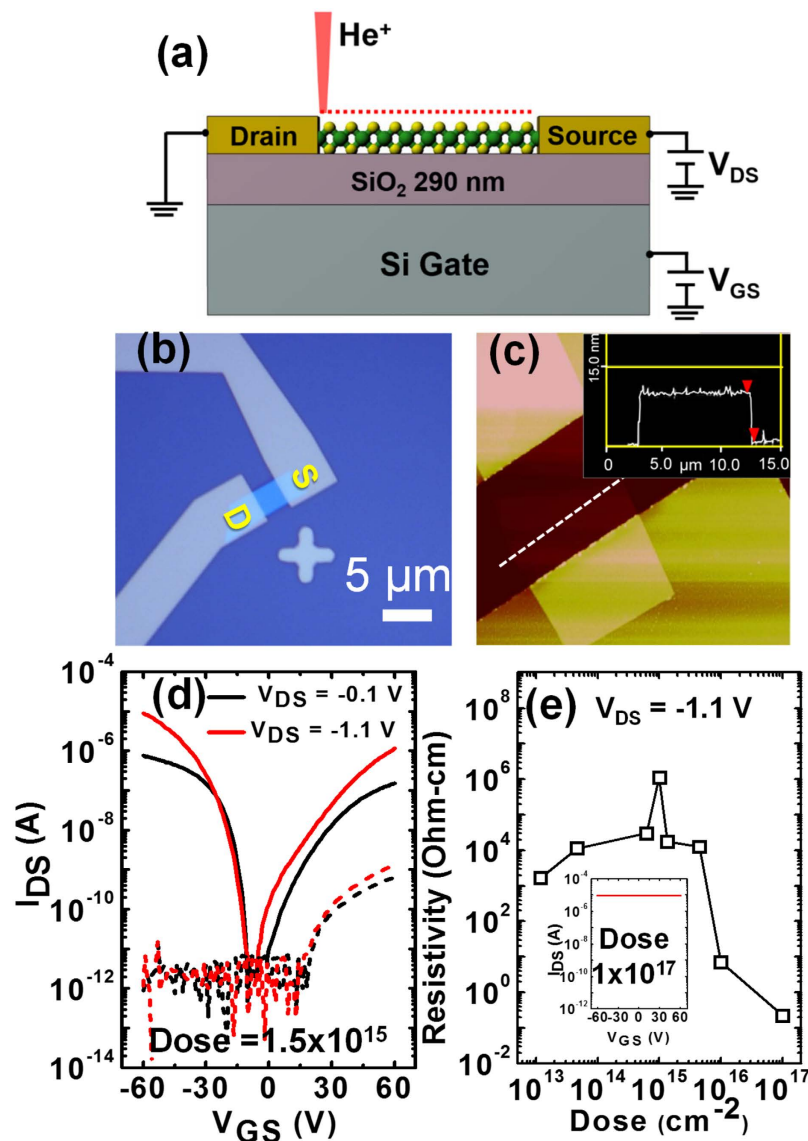 (a)
He⁺
Drain
Source
V_DS
SiO₂ 290 nm
Si Gate
V_GS
(b)
S
D
5 μm
(c)
15.0 nm
0 5.0 μm 10.0 15.0
(d)
V_DS = -0.1 V
V_DS = -1.1 V
10⁻⁴
10⁻⁶
10⁻⁸
10⁻¹⁰
10⁻¹²
10⁻¹⁴
I_DS (A)
Dose =1.5x10¹⁵
-60 -30 0 30 60
V_GS (V)
(e)
V_DS = -1.1 V
10⁸
10⁶
10⁴
10²
10⁰
10⁻²
Resistivity (Ohm-cm)
10⁻⁴
10⁻⁶
10⁻⁸
10⁻¹⁰
10⁻¹²
I_DS (A)
Dose
1x10¹⁷
-60 -30 0 30 60
V_GS (V)
10¹³ 10¹⁴ 10¹⁵ 10¹⁶ 10¹⁷
Dose (cm⁻²)